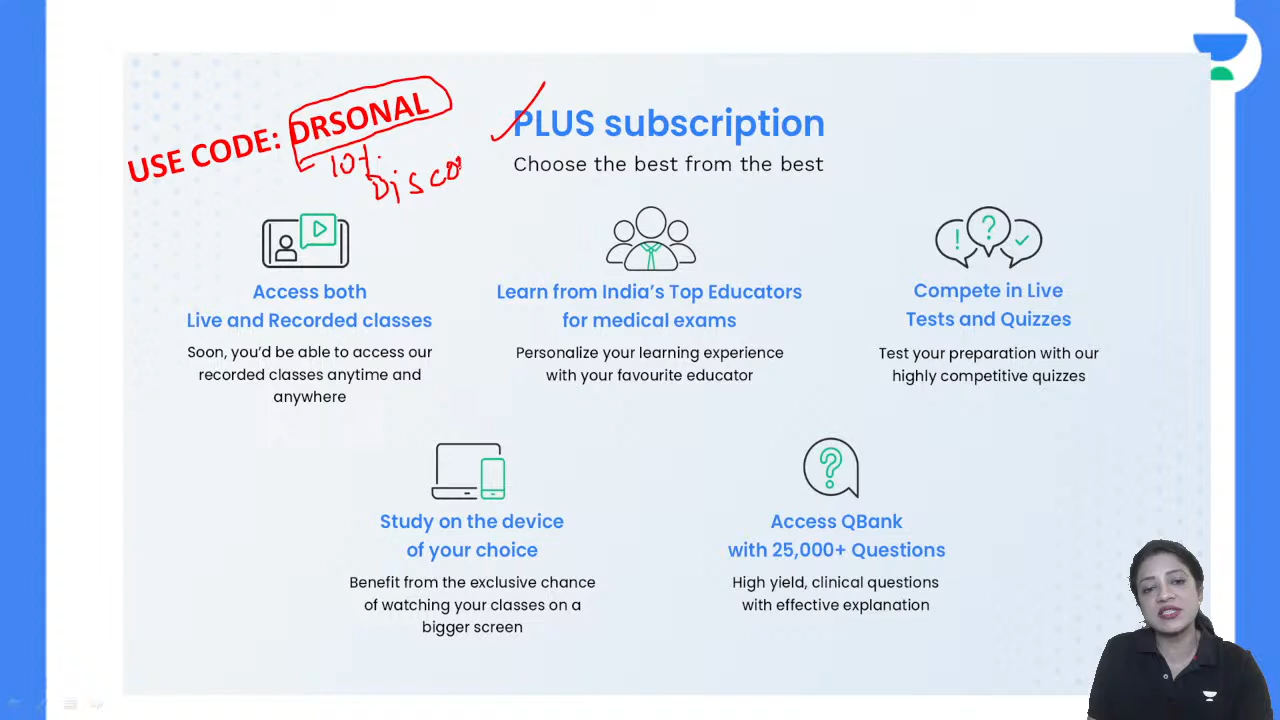 USE CODE: DRSONAL
10%
Disco
PLUS subscription
Choose the best from the best
Access both
Live and Recorded classes
Soon, you'd be able to access our
recorded classes anytime and
anywhere
Learn from India's Top Educators
for medical exams
Personalize your learning experience
with your favourite educator
Compete in Live
Tests and Quizzes
Test your preparation with our
highly competitive quizzes
Study on the device
of your choice
Benefit from the exclusive chance
of watching your classes on a
bigger screen
Access QBank
with 25,000+ Questions
High yield, clinical questions
with effective explanation